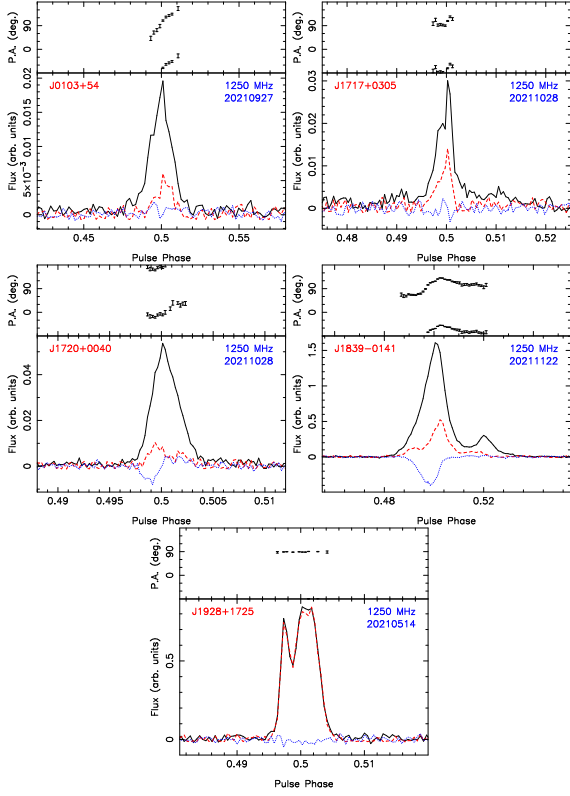 P.A. (deg.)
0
90
J0103+54
1250 MHz
20210927
Flux (arb. units)
0
5×10⁻³
0.01
0.015
0.02
0.45
0.5
0.55
Pulse Phase
P.A. (deg.)
0
90
J1717+0305
1250 MHz
20211028
Flux (arb. units)
0
0.01
0.02
0.03
0.48
0.49
0.5
0.51
0.52
Pulse Phase
P.A. (deg.)
0
90
J1720+0040
1250 MHz
20211028
Flux (arb. units)
0
0.02
0.04
0.49
0.495
0.5
0.505
0.51
Pulse Phase
P.A. (deg.)
0
90
J1839−0141
1250 MHz
20211122
Flux (arb. units)
0
0.5
1
1.5
0.48
0.52
Pulse Phase
P.A. (deg.)
0
90
J1928+1725
1250 MHz
20210514
Flux (arb. units)
0
0.5
0.49
0.5
0.51
Pulse Phase